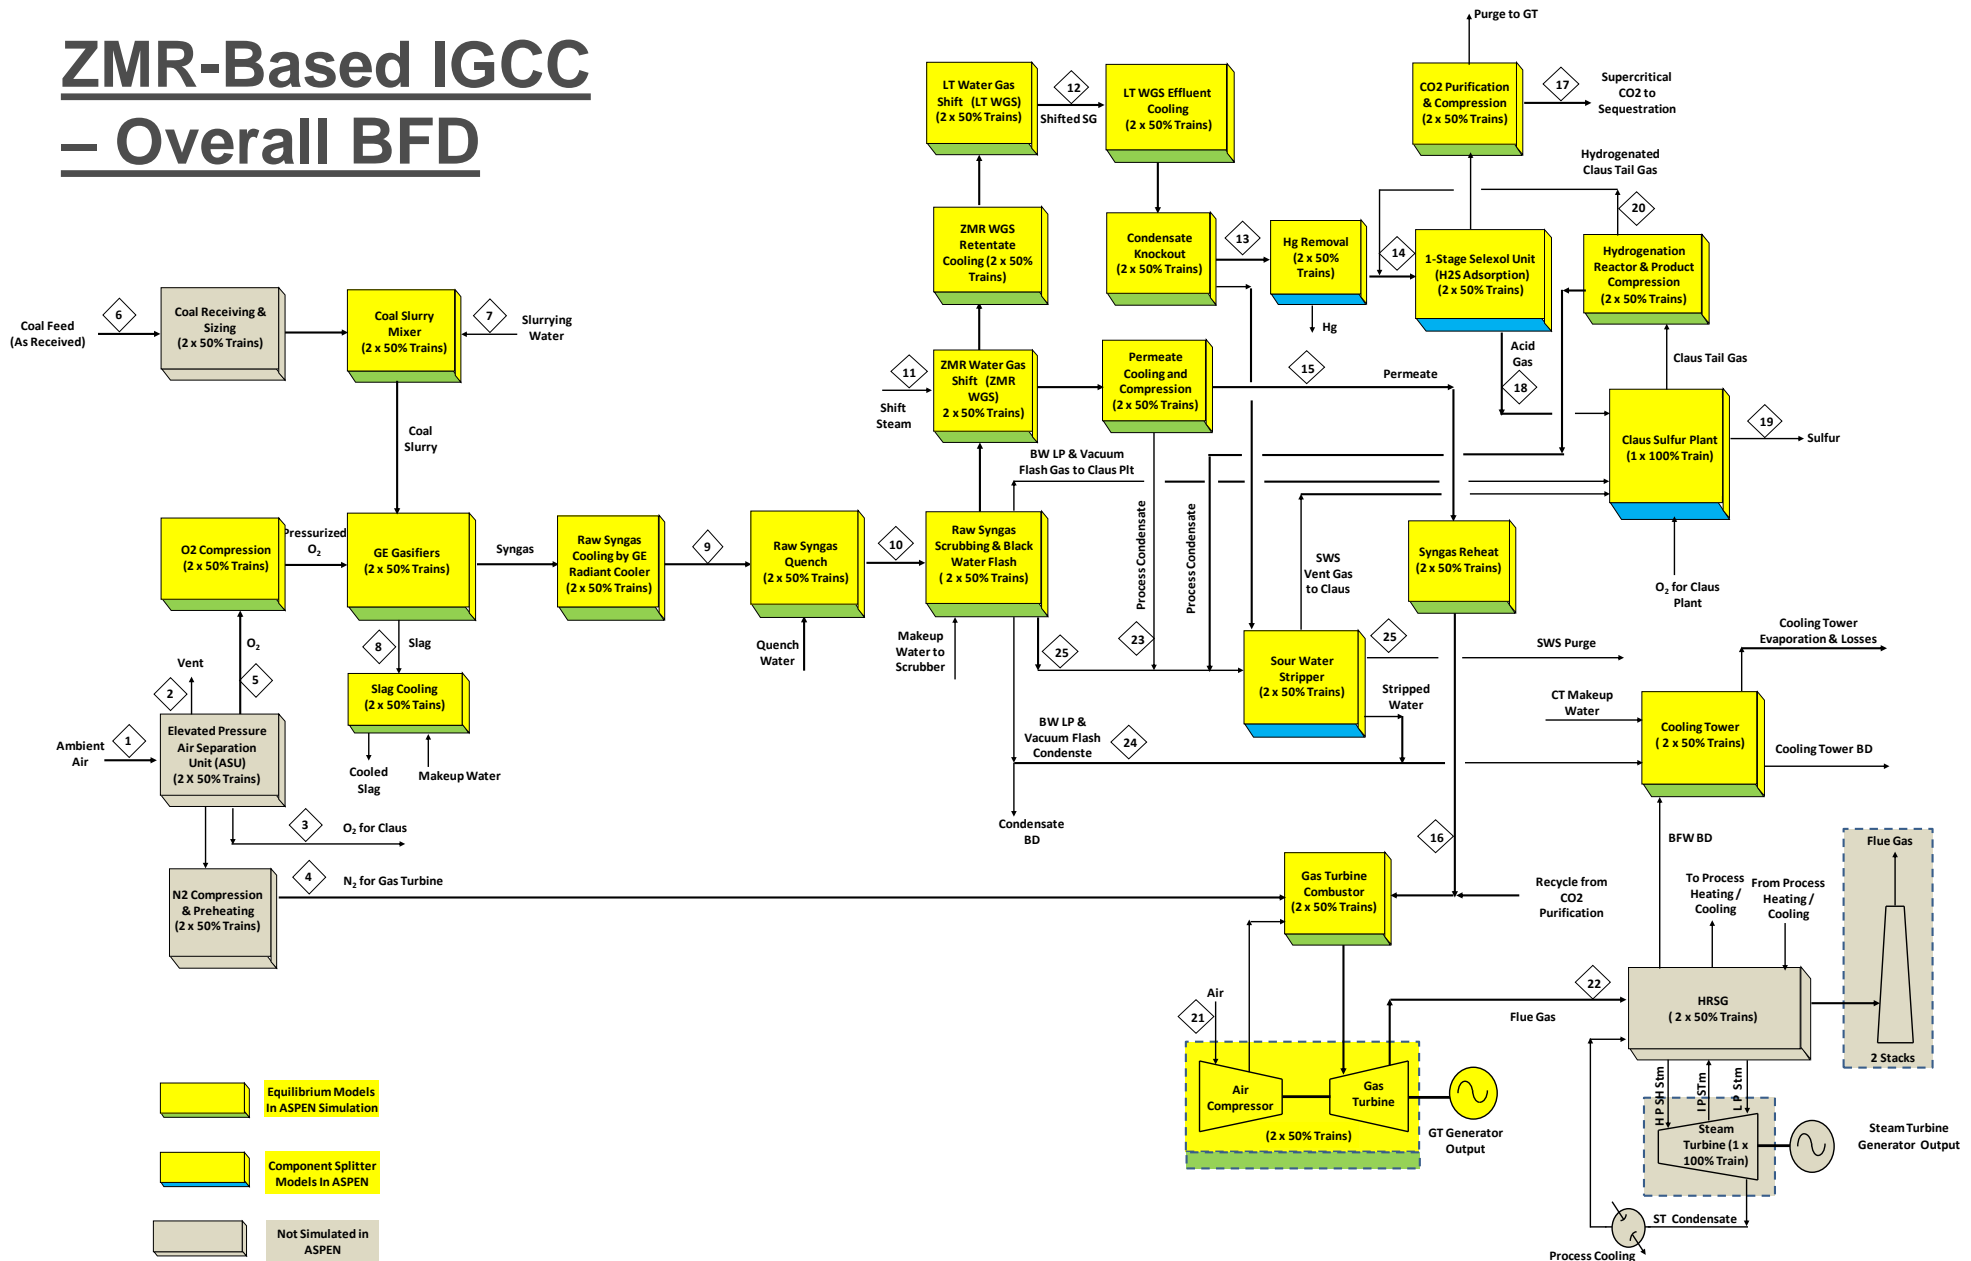 ZMR-Based IGCC
– Overall BFD
Purge to GT
LT Water Gas
Shift (LT WGS)
(2 x 50% Trains)
12
Shifted SG
LT WGS Effluent
Cooling
(2 x 50% Trains)
CO2 Purification
& Compression
(2 x 50% Trains)
17
Supercritical
CO2 to
Sequestration
Hydrogenated
Claus Tail Gas
20
ZMR WGS
Retentate
Cooling (2 x 50%
Trains)
Condensate
Knockout
(2 x 50% Trains)
13
Hg Removal
(2 x 50%
Trains)
14
1-Stage Selexol Unit
(H2S Adsorption)
(2 x 50% Trains)
Hydrogenation
Reactor & Product
Compression
(2 x 50% Trains)
Hg
Acid
Gas
18
Claus Tail Gas
6
Coal Feed
(As Received)
Coal Receiving &
Sizing
(2 x 50% Trains)
Coal Slurry
Mixer
(2 x 50% Trains)
7
Slurrying
Water
11
Shift
Steam
ZMR Water Gas
Shift (ZMR
WGS)
2 x 50% Trains)
Permeate
Cooling and
Compression
(2 x 50% Trains)
15
Permeate
Coal
Slurry
BW LP & Vacuum
Flash Gas to Claus Plt
Claus Sulfur Plant
(1 x 100% Train)
19
Sulfur
O2 Compression
(2 x 50% Trains)
Pressurized
O2
GE Gasifiers
(2 x 50% Trains)
Syngas
Raw Syngas
Cooling by GE
Radiant Cooler
(2 x 50% Trains)
9
Raw Syngas
Quench
(2 x 50% Trains)
10
Raw Syngas
Scrubbing & Black
Water Flash
( 2 x 50% Trains)
Process Condensate
Process Condensate
SWS
Vent Gas
to Claus
Syngas Reheat
(2 x 50% Trains)
O2 for Claus
Plant
O2
Vent
2
5
8
Slag
Quench
Water
Makeup
Water to
Scrubber
25
23
Sour Water
Stripper
(2 x 50% Trains)
25
SWS Purge
Cooling Tower
Evaporation & Losses
Slag Cooling
(2 x 50% Tains)
Stripped
Water
CT Makeup
Water
Cooling Tower
( 2 x 50% Trains)
Cooling Tower BD
1
Ambient
Air
Elevated Pressure
Air Separation
Unit (ASU)
(2 X 50% Trains)
Cooled
Slag
Makeup Water
BW LP &
Vacuum Flash
Condenste
24
Condensate
BD
3
O2 for Claus
16
BFW BD
Flue Gas
N2 Compression
& Preheating
(2 x 50% Trains)
4
N2 for Gas Turbine
Gas Turbine
Combustor
(2 x 50% Trains)
Recycle from
CO2
Purification
To Process
Heating /
Cooling
From Process
Heating /
Cooling
Air
21
22
Flue Gas
HRSG
( 2 x 50% Trains)
2 Stacks
Air
Compressor
Gas
Turbine
(2 x 50% Trains)
GT Generator
Output
H P SH Stm
I P STm
L P Stm
Steam
Turbine (1 x
100% Train)
Steam Turbine
Generator Output
ST Condensate
Process Cooling
Equilibrium Models
In ASPEN Simulation
Component Splitter
Models In ASPEN
Not Simulated in
ASPEN